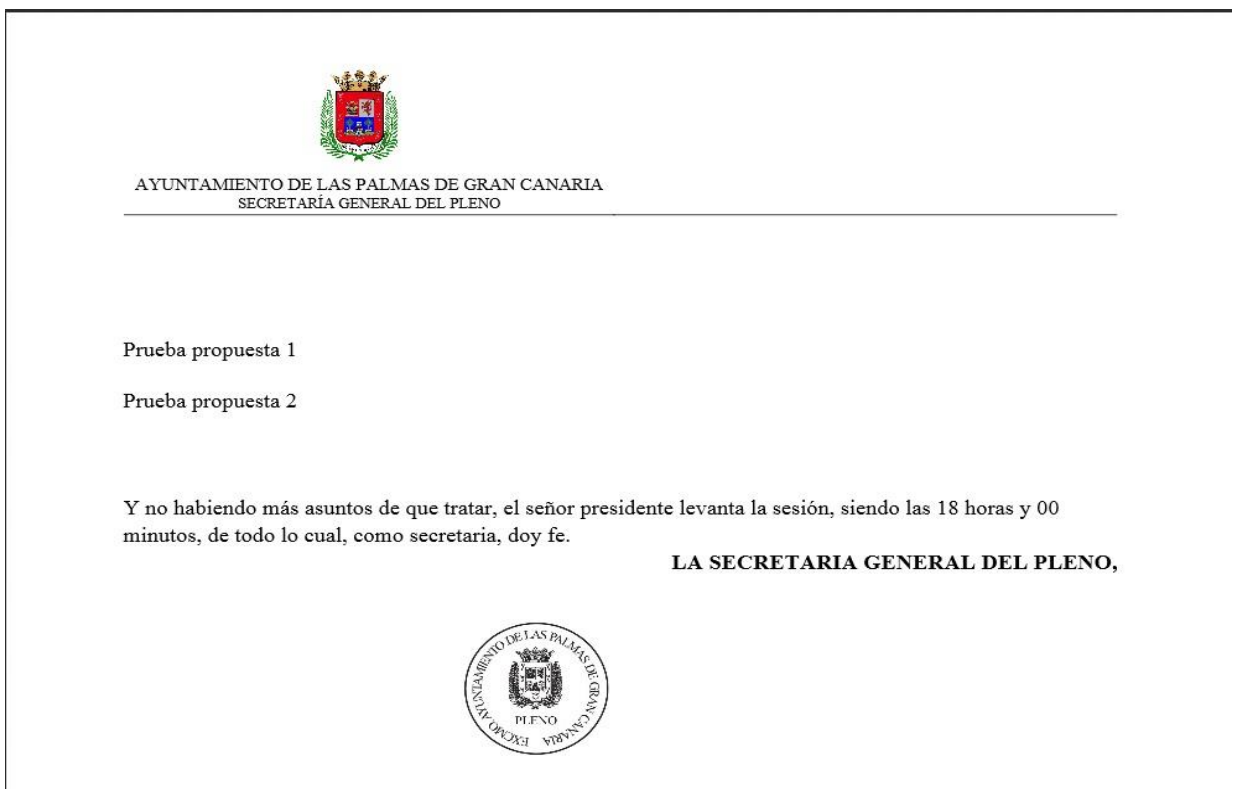 AYUNTAMIENTO DE LAS PALMAS DE GRAN CANARIA
SECRETARÍA GENERAL DEL PLENO
Prueba propuesta 1
Prueba propuesta 2
Y no habiendo más asuntos de que tratar, el señor presidente levanta la sesión, siendo las 18 horas y 00
minutos, de todo lo cual, como secretaria, doy fe.
LA SECRETARIA GENERAL DEL PLENO,
EXCMO. AYUNTAMIENTO DE LAS PALMAS DE GRAN CANARIA
PLENO